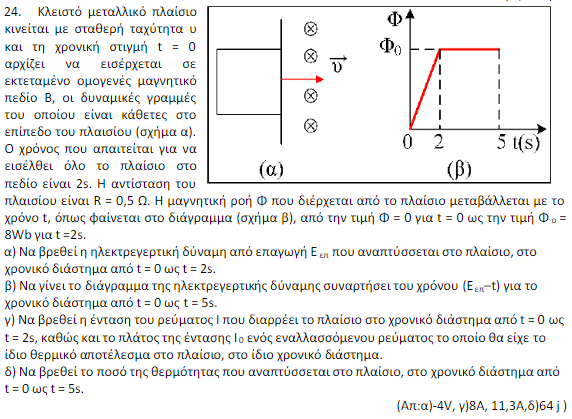 24. Κλειστό μεταλλικό πλαίσιο
κινείται με σταθερή ταχύτητα υ
και τη χρονική στιγμή t = 0
αρχίζει να εισέρχεται σε
εκτεταμένο ομογενές μαγνητικό
πεδίο Β, οι δυναμικές γραμμές
του οποίου είναι κάθετες στο
επίπεδο του πλαισίου (σχήμα α).
Ο χρόνος που απαιτείται για να
εισέλθει όλο το πλαίσιο στο
πεδίο είναι 2s. Η αντίσταση του
υ
(α)
Φ
Φ₀
0 2 5 t(s)
(β)
πλαισίου είναι R = 0,5 Ω. Η μαγνητική ροή Φ που διέρχεται από το πλαίσιο μεταβάλλεται με το
χρόνο t, όπως φαίνεται στο διάγραμμα (σχήμα β), από την τιμή Φ = 0 για t = 0 ως την τιμή Φ ₀ =
8Wb για t =2s.
α) Να βρεθεί η ηλεκτρεγερτική δύναμη από επαγωγή Ε επ που αναπτύσσεται στο πλαίσιο, στο
χρονικό διάστημα από t = 0 ως t = 2s.
β) Να γίνει το διάγραμμα της ηλεκτρεγερτικής δύναμης συναρτήσει του χρόνου (Ε επ–t) για το
χρονικό διάστημα από t = 0 ως t = 5s.
γ) Να βρεθεί η ένταση του ρεύματος Ι που διαρρέει το πλαίσιο στο χρονικό διάστημα από t = 0 ως
t = 2s, καθώς και το πλάτος της έντασης Ι ₀ ενός εναλλασσόμενου ρεύματος το οποίο θα είχε το
ίδιο θερμικό αποτέλεσμα στο πλαίσιο, στο ίδιο χρονικό διάστημα.
δ) Να βρεθεί το ποσό της θερμότητας που αναπτύσσεται στο πλαίσιο, στο χρονικό διάστημα από
t = 0 ως t = 5s.
(Απ:α)-4V, γ)8Α, 11,3Α,δ)64 j )